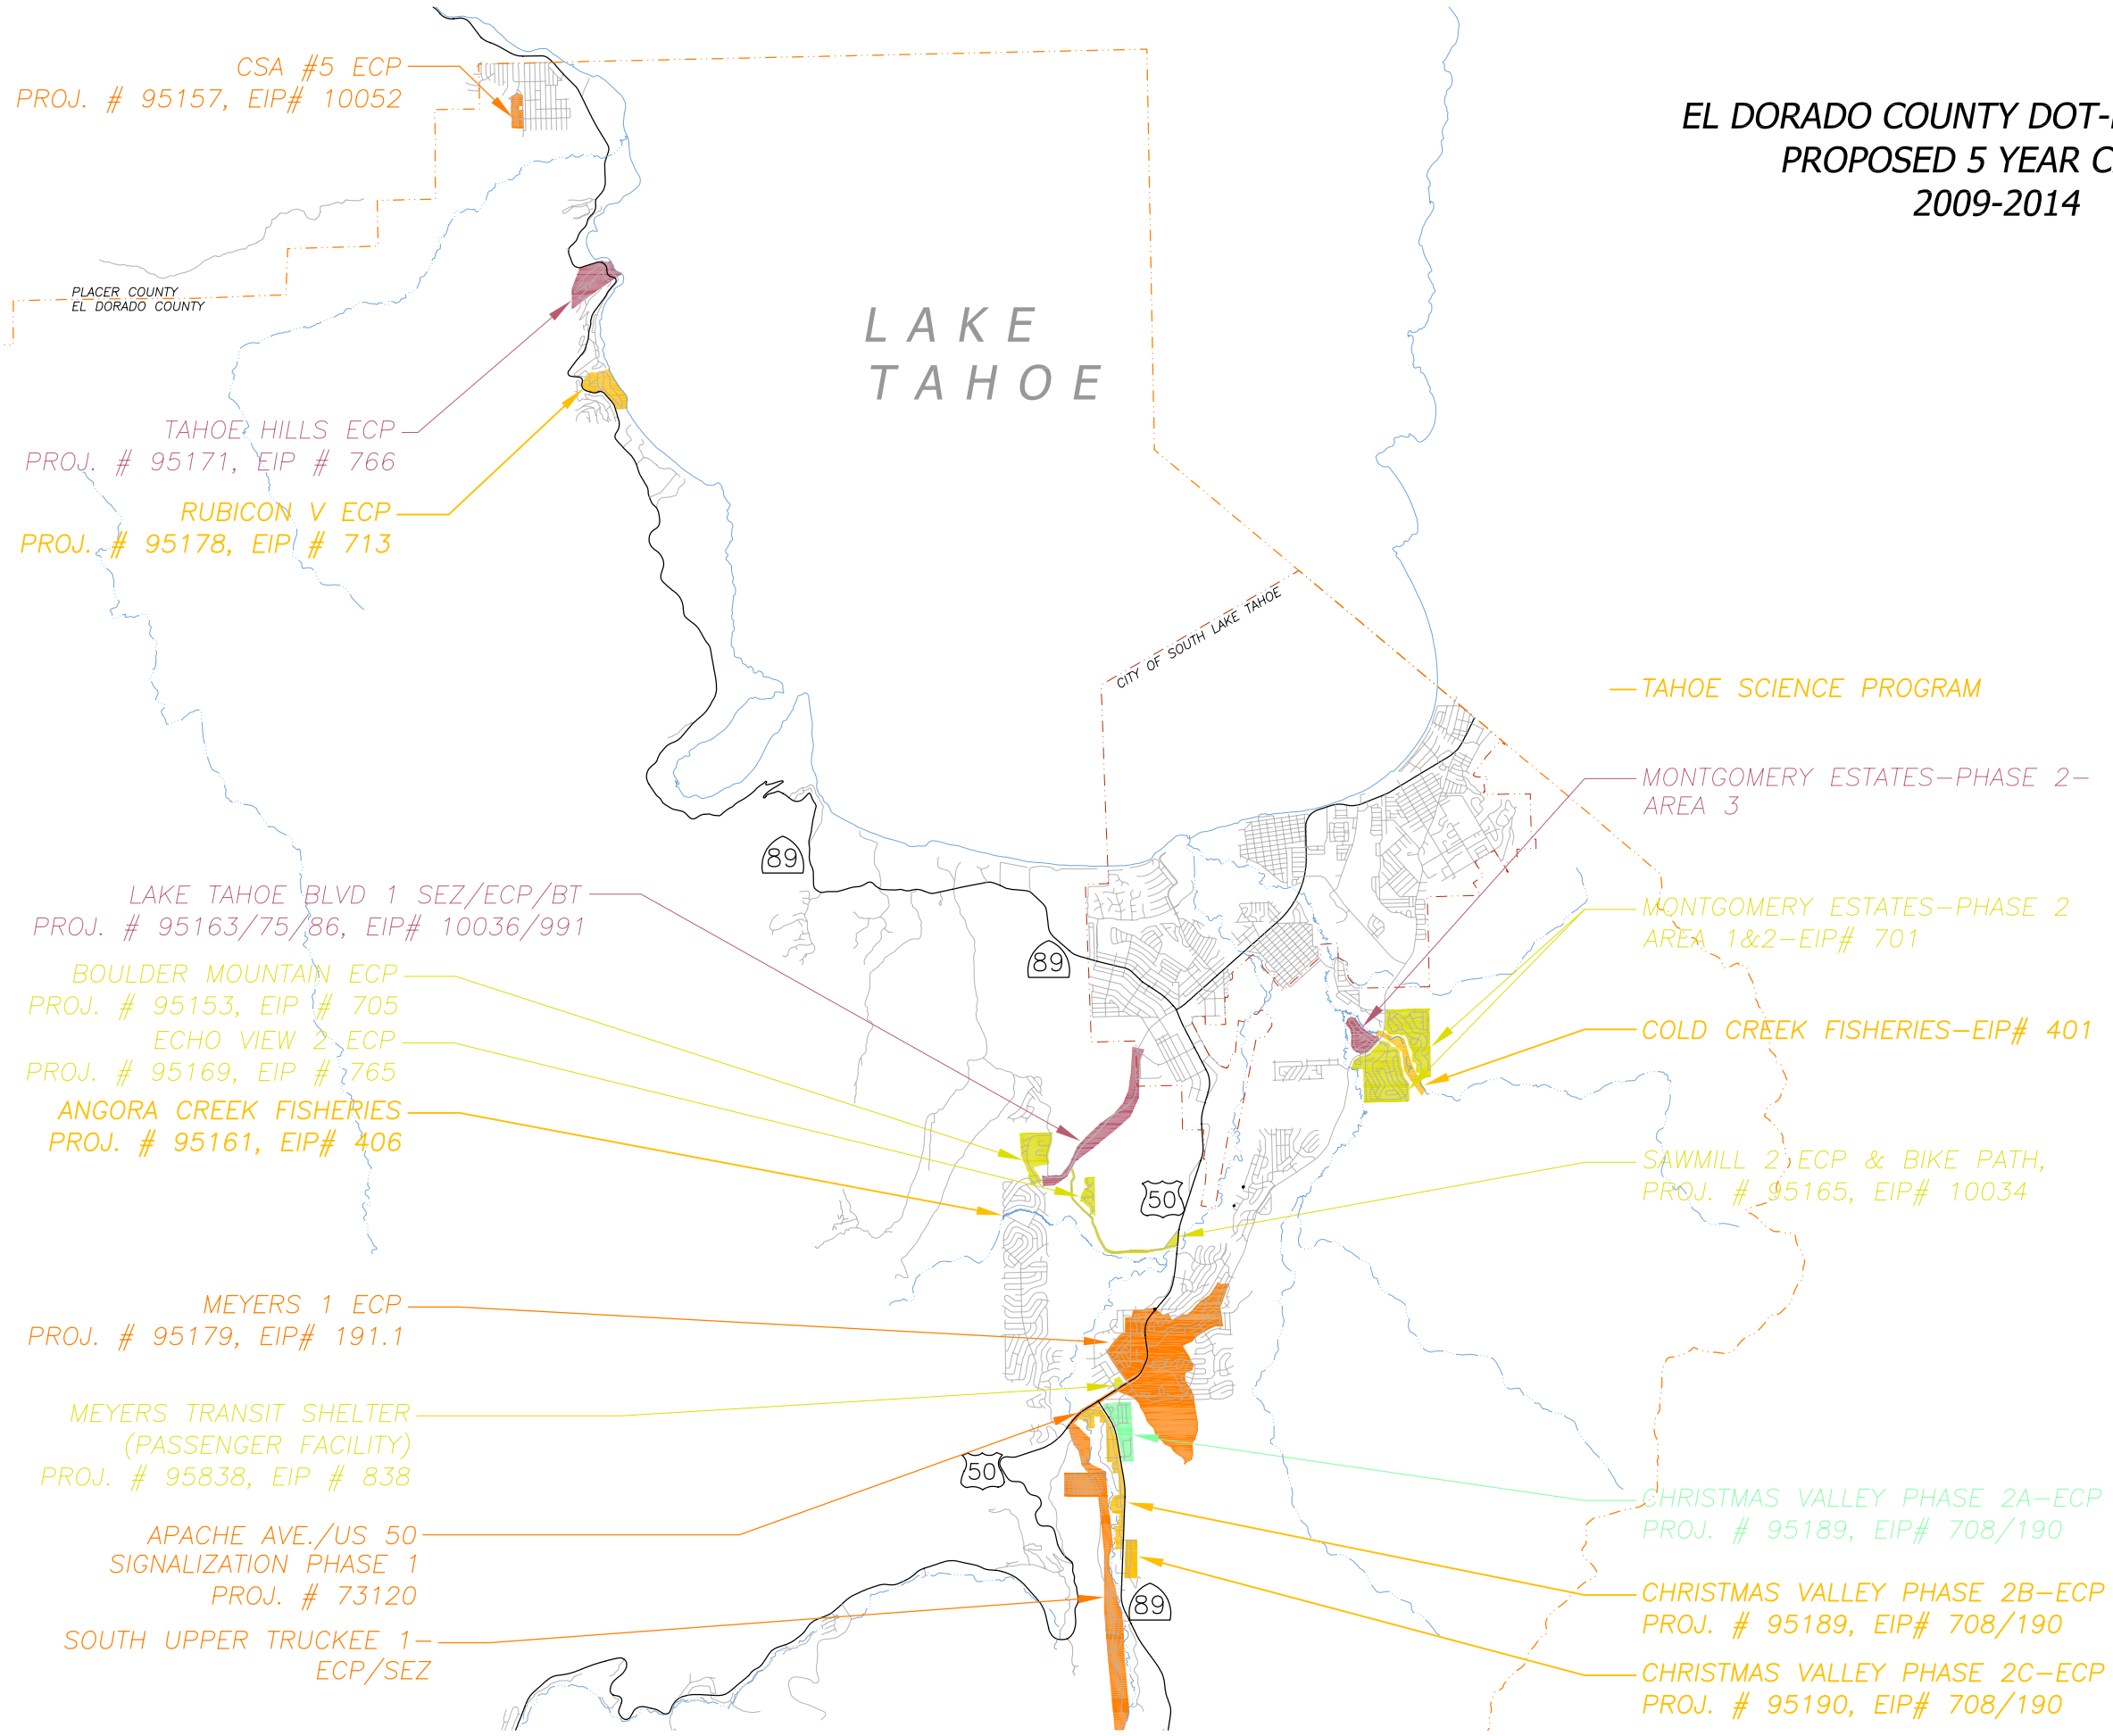 CSA #5 ECP
PROJ. # 95157, EIP# 10052
EL DORADO COUNTY
PROPOSED 5 YEAR
2009-2014
PLACER COUNTY
EL DORADO COUNTY
LAKE
TAHOE
TAHOE HILLS ECP
PROJ. # 95171, EIP # 766
RUBICON V ECP
PROJ. # 95178, EIP # 713
CITY OF SOUTH LAKE TAHOE
TAHOE SCIENCE PROGRAM
MONTGOMERY ESTATES-PHASE 2-
AREA 3
89
LAKE TAHOE BLVD 1 SEZ/ECP/BT
PROJ. # 95163/75/86, EIP# 10036/991
MONTGOMERY ESTATES-PHASE 2
AREA 1&2-EIP# 701
89
BOULDER MOUNTAIN ECP
PROJ. # 95153, EIP # 705
ECHO VIEW 2 ECP
PROJ. # 95169, EIP # 765
COLD CREEK FISHERIES-EIP# 401
ANGORA CREEK FISHERIES
PROJ. # 95161, EIP# 406
SAWMILL 2 ECP & BIKE PATH,
PROJ. # 95165, EIP# 10034
50
MEYERS 1 ECP
PROJ. # 95179, EIP# 191.1
MEYERS TRANSIT SHELTER
(PASSENGER FACILITY)
PROJ. # 95838, EIP # 838
50
CHRISTMAS VALLEY PHASE 2A-ECP
PROJ. # 95189, EIP# 708/190
APACHE AVE./US 50
SIGNALIZATION PHASE 1
PROJ. # 73120
CHRISTMAS VALLEY PHASE 2B-ECP
PROJ. # 95189, EIP# 708/190
89
SOUTH UPPER TRUCKEE 1-
ECP/SEZ
CHRISTMAS VALLEY PHASE 2C-ECP
PROJ. # 95190, EIP# 708/190